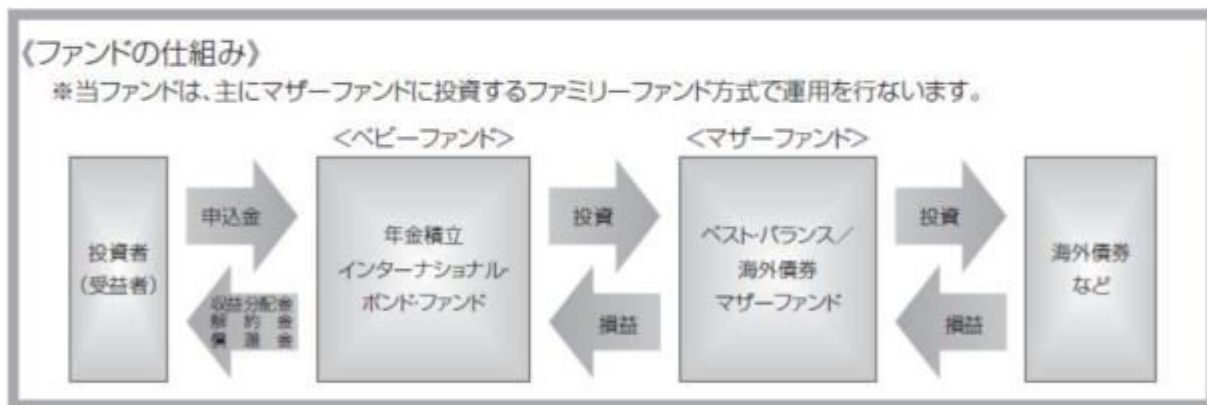 《ファンドの仕組み》
※当ファンドは、主にマザーファンドに投資するファミリーファンド方式で運用を行ないます。
<ベビーファンド>
<マザーファンド>
投資者
(受益者)
申込金
収益分配金
解約金
償還金
年金積立
インターナショナル・
ボンド・ファンド
投資
損益
ベスト・バランス/
海外債券
マザーファンド
投資
損益
海外債券
など